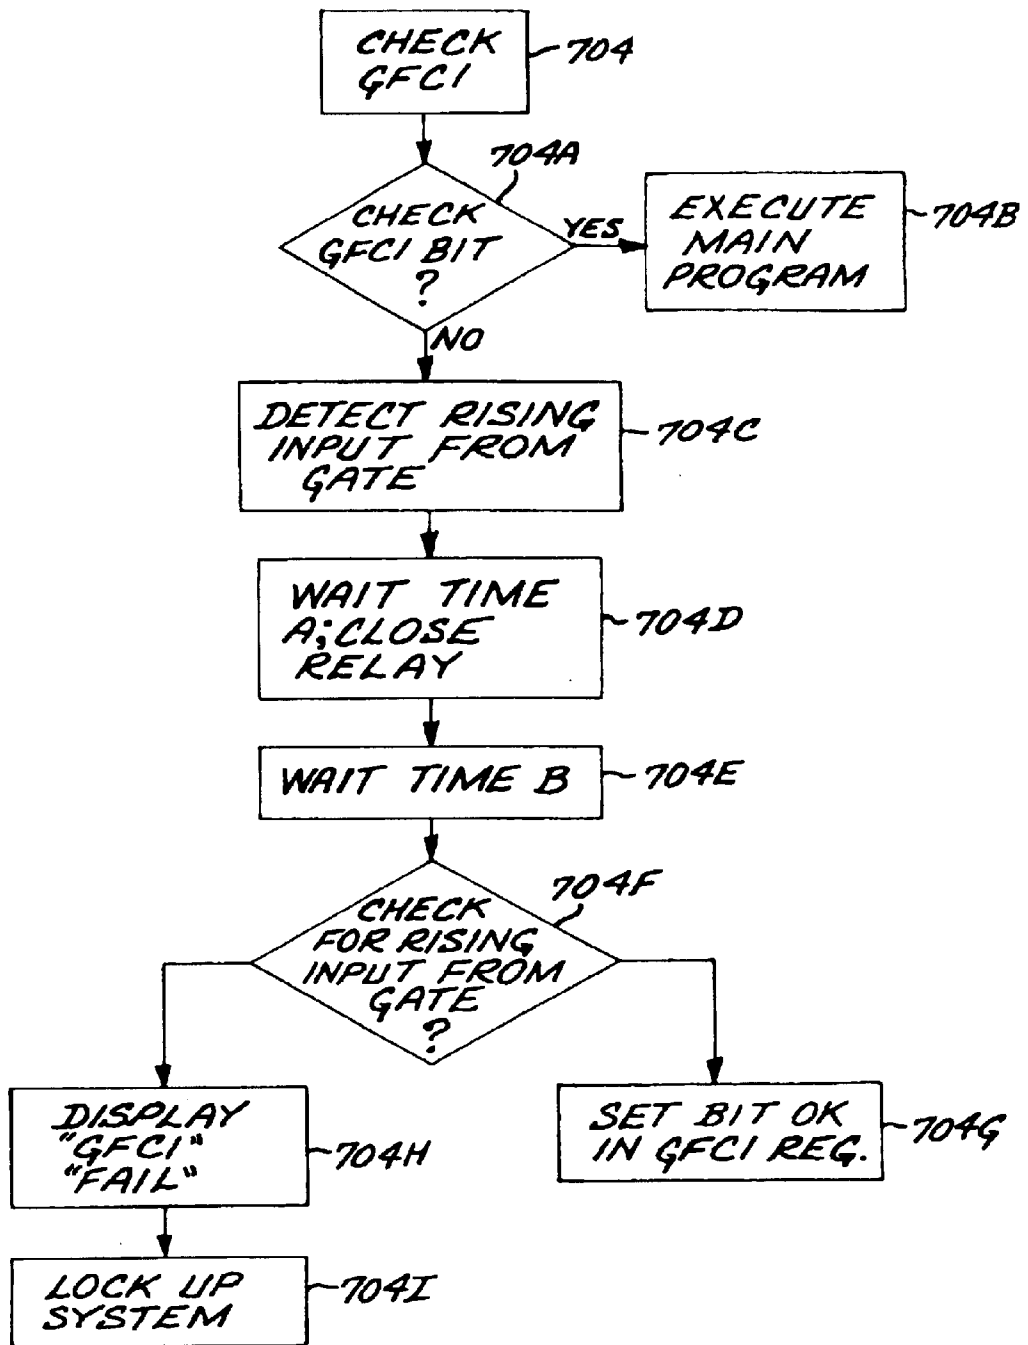 CHECK
GFCI
704
704A
CHECK
GFCI BIT
?
YES
EXECUTE
MAIN
PROGRAM
704B
NO
DETECT RISING
INPUT FROM
GATE
704C
WAIT TIME
A; CLOSE
RELAY
704D
WAIT TIME B
704E
704F
CHECK
FOR RISING
INPUT FROM
GATE
?
DISPLAY
"GFCI"
"FAIL"
704H
SET BIT OK
IN GFCI REG.
704G
LOCK UP
SYSTEM
704I